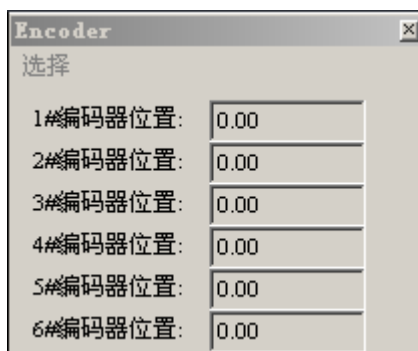 Encoder
选择
1#编码器位置: 0.00
2#编码器位置: 0.00
3#编码器位置: 0.00
4#编码器位置: 0.00
5#编码器位置: 0.00
6#编码器位置: 0.00